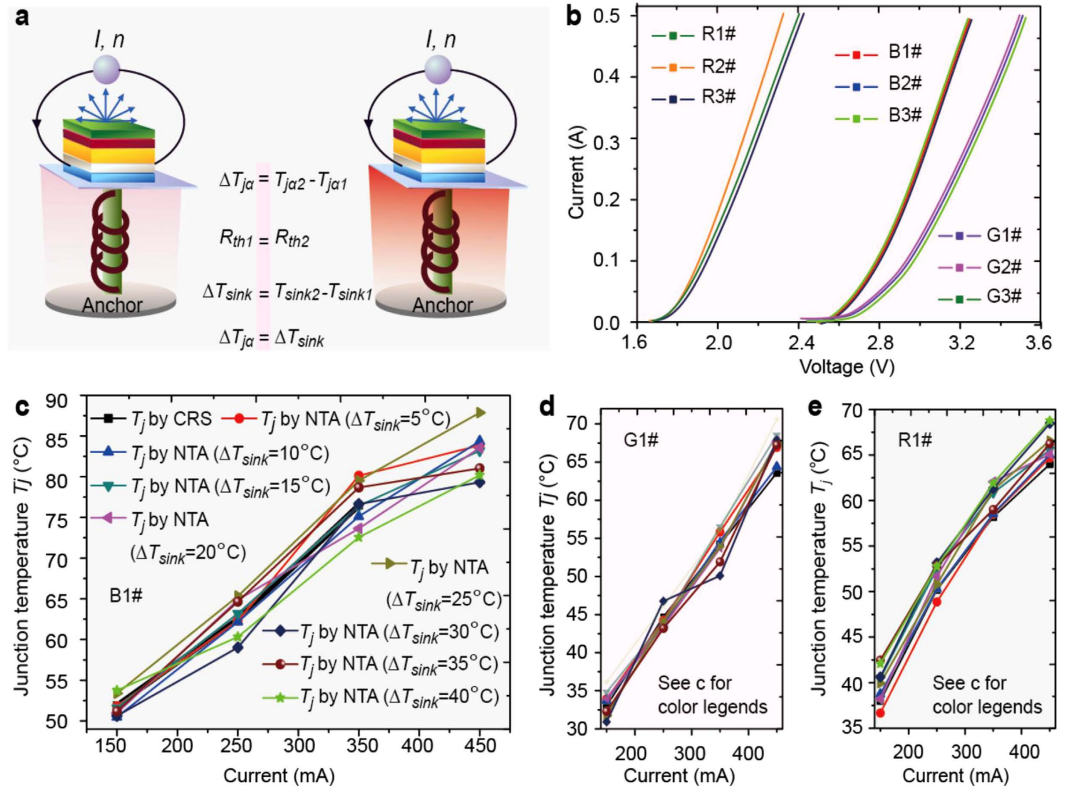 a
I, n
I, n
ΔTjα = Tjα2-Tjα1
Rth1 = Rth2
ΔTsink = Tsink2-Tsink1
ΔTjα = ΔTsink
Anchor
Anchor
b
0.5
0.4
0.3
0.2
0.1
0.0
Current (A)
R1#
R2#
R3#
B1#
B2#
B3#
G1#
G2#
G3#
1.6
2.0
2.4
2.8
3.2
3.6
Voltage (V)
c
90
85
80
75
70
65
60
55
50
Junction temperature Tj (°C)
Tj by CRS
Tj by NTA (ΔTsink=5°C)
Tj by NTA (ΔTsink=10°C)
Tj by NTA (ΔTsink=15°C)
Tj by NTA
(ΔTsink=20°C)
Tj by NTA
(ΔTsink=25°C)
B1#
Tj by NTA (ΔTsink=30°C)
Tj by NTA (ΔTsink=35°C)
Tj by NTA (ΔTsink=40°C)
150
200
250
300
350
400
450
Current (mA)
d
70
65
60
55
50
45
40
35
30
Junction temperature Tj (°C)
G1#
See c for
color legends
200
300
400
Current (mA)
e
70
65
60
55
50
45
40
35
Junction temperature Tj (°C)
R1#
See c for
color legends
200
300
400
Current (mA)